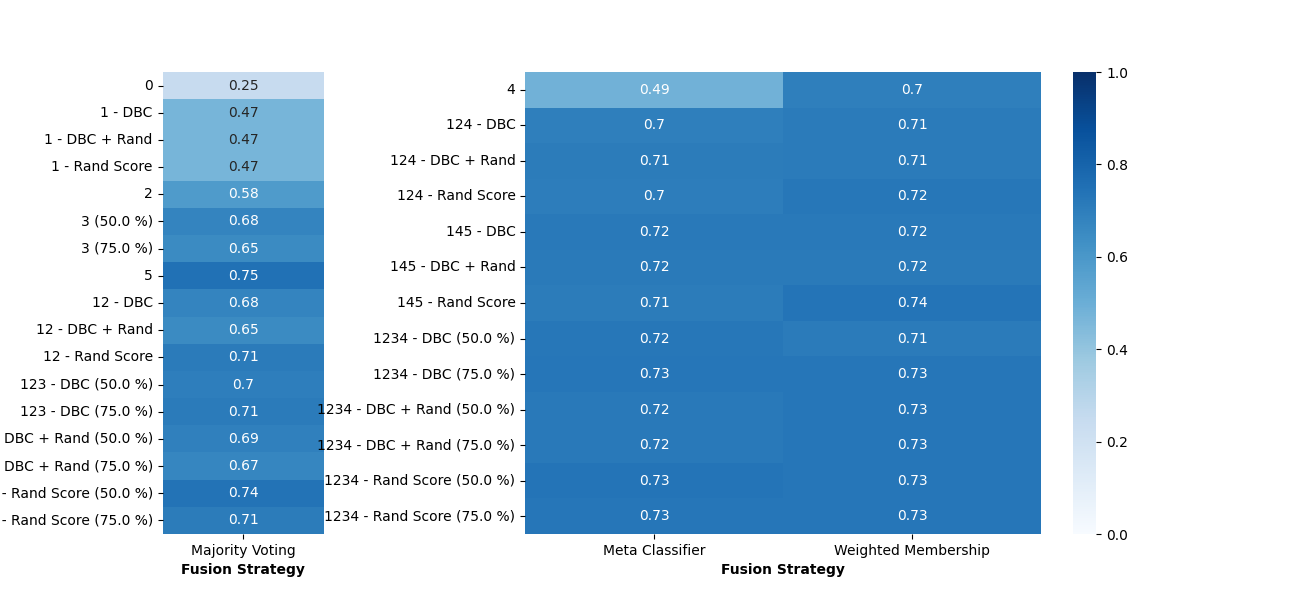 0 0.25
1 - DBC 0.47
1 - DBC + Rand 0.47
1 - Rand Score 0.47
2 0.58
3 (50.0 %) 0.68
3 (75.0 %) 0.65
5 0.75
12 - DBC 0.68
12 - DBC + Rand 0.65
12 - Rand Score 0.71
123 - DBC (50.0 %) 0.7
123 - DBC (75.0 %) 0.71
DBC + Rand (50.0 %) 0.69
DBC + Rand (75.0 %) 0.67
- Rand Score (50.0 %) 0.74
- Rand Score (75.0 %) 0.71
Majority Voting
Fusion Strategy
4 0.49 0.7
124 - DBC 0.7 0.71
124 - DBC + Rand 0.71 0.71
124 - Rand Score 0.7 0.72
145 - DBC 0.72 0.72
145 - DBC + Rand 0.72 0.72
145 - Rand Score 0.71 0.74
1234 - DBC (50.0 %) 0.72 0.71
1234 - DBC (75.0 %) 0.73 0.73
1234 - DBC + Rand (50.0 %) 0.72 0.73
1234 - DBC + Rand (75.0 %) 0.72 0.73
1234 - Rand Score (50.0 %) 0.73 0.73
1234 - Rand Score (75.0 %) 0.73 0.73
Meta Classifier Weighted Membership
Fusion Strategy
1.0
0.8
0.6
0.4
0.2
0.0